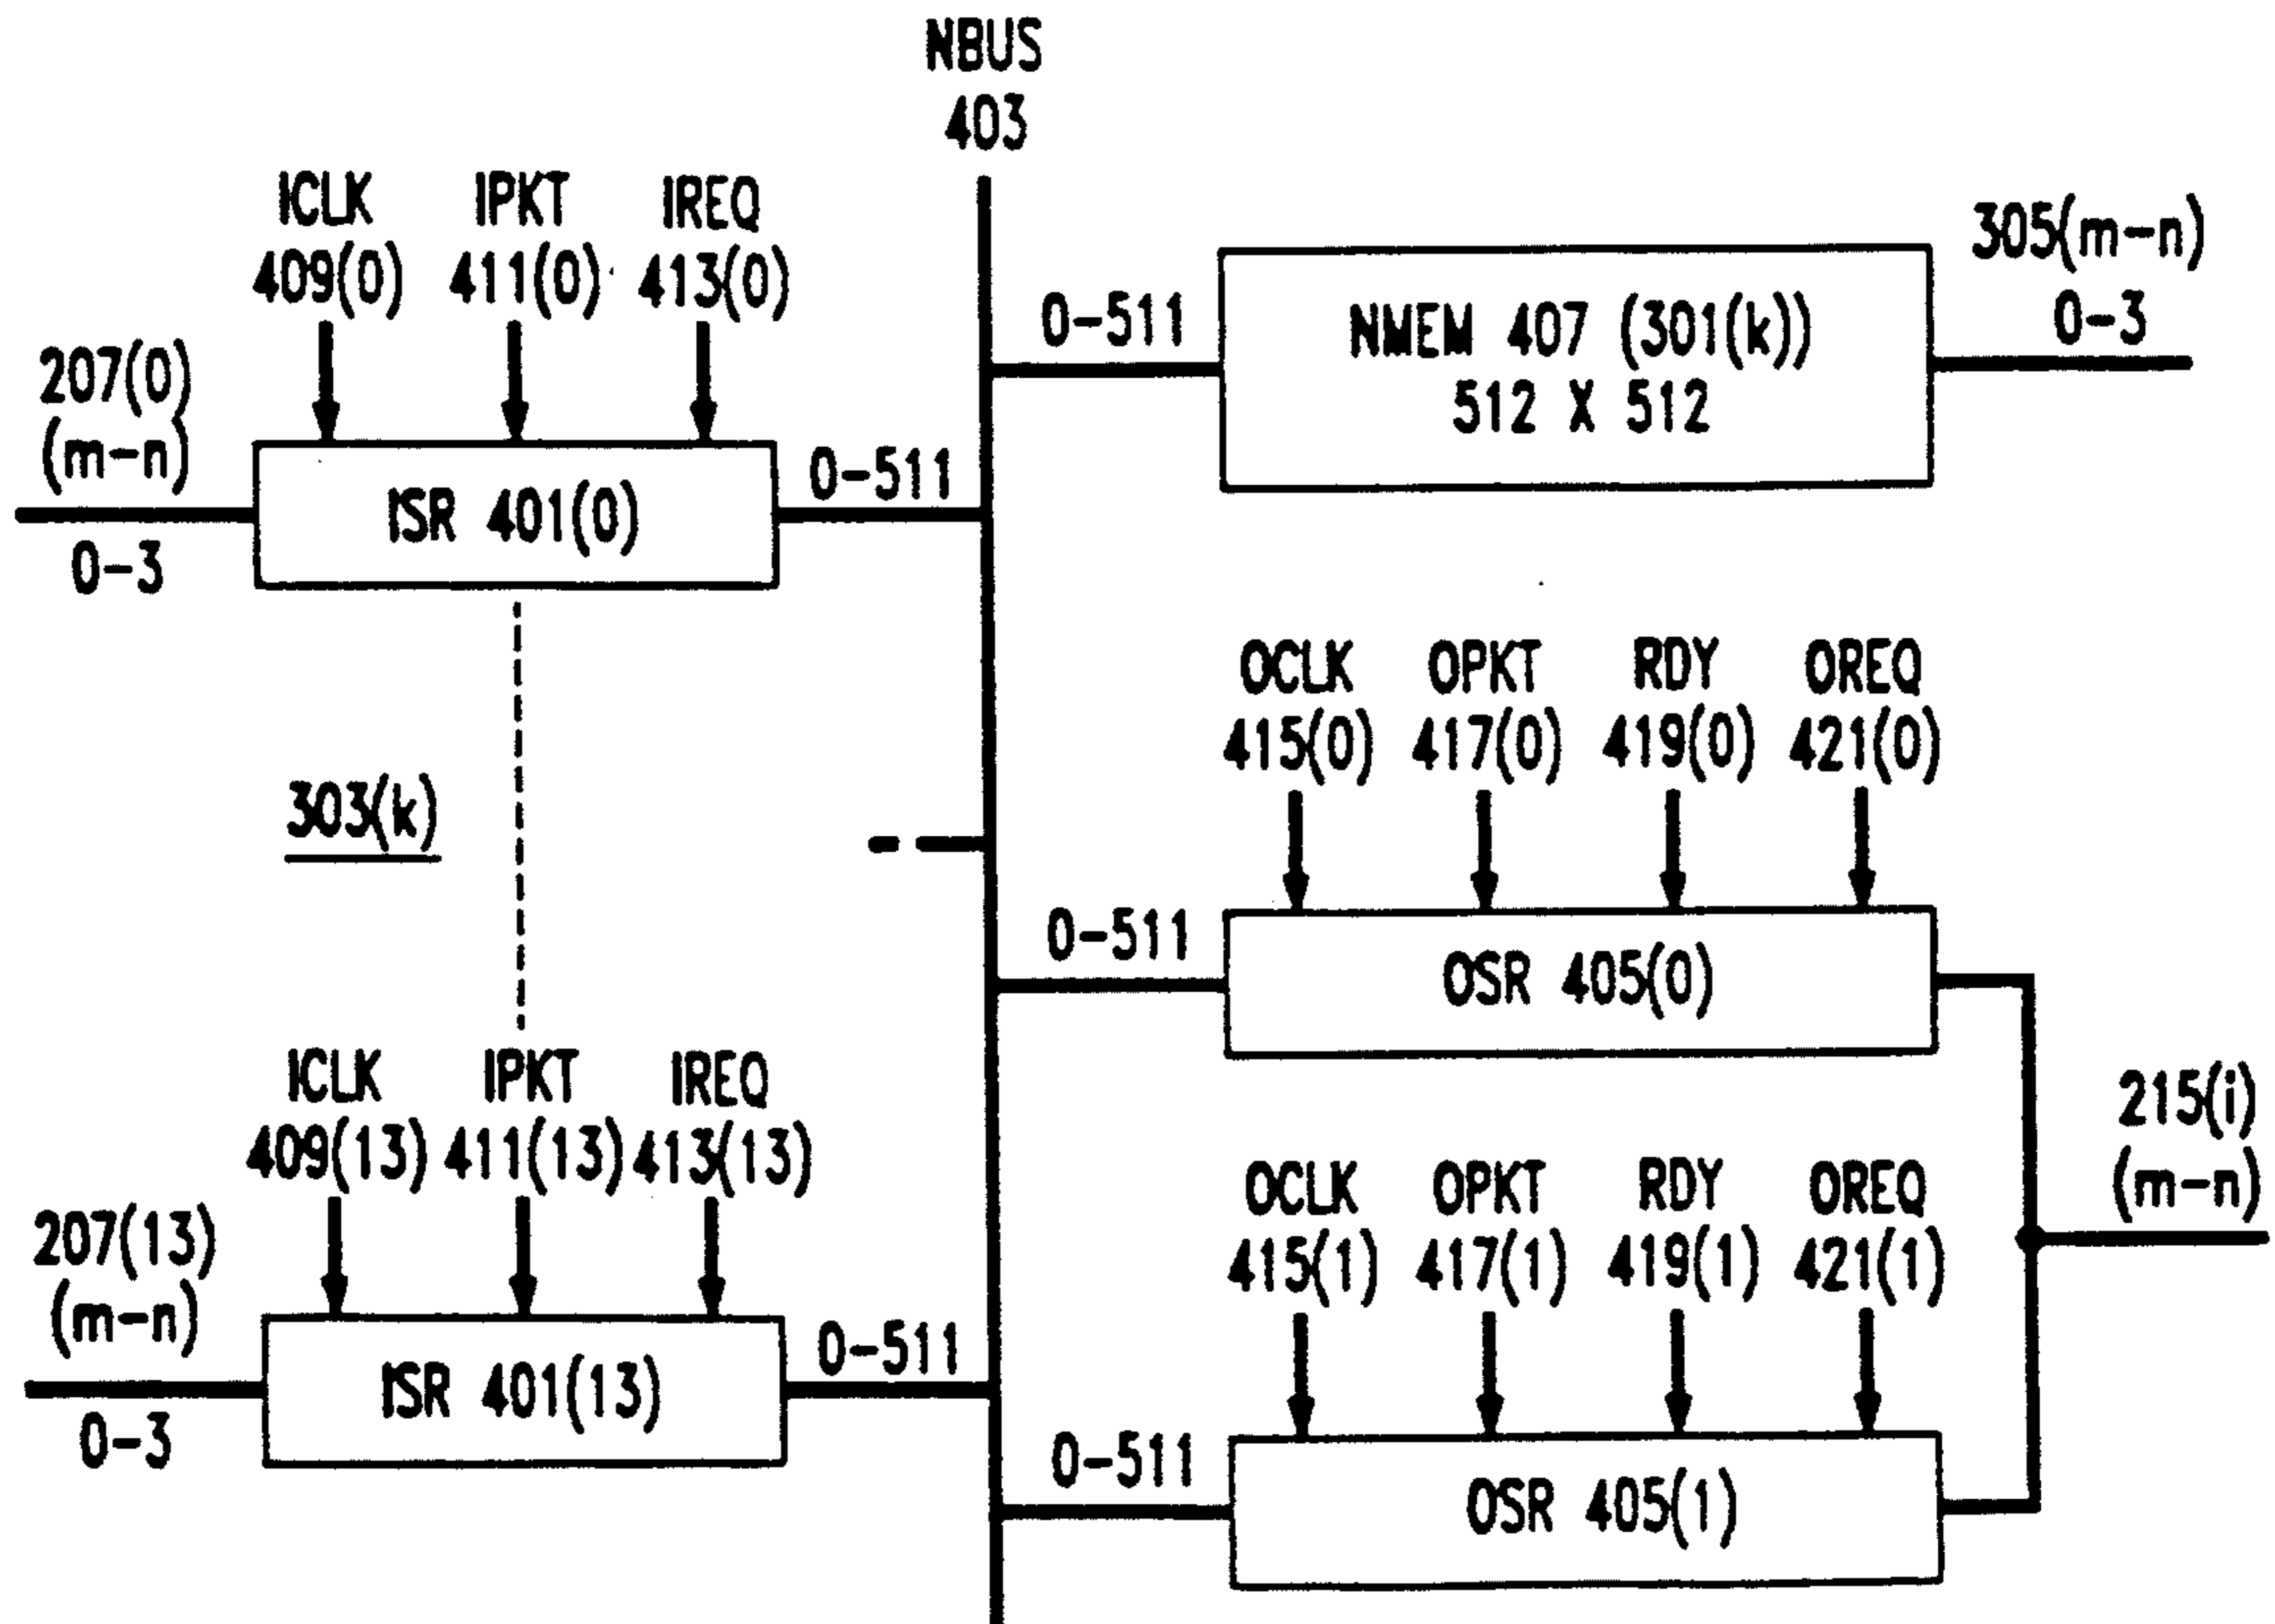 NBUS
403
ICLK IPKT IREQ
409(0) 411(0) 413(0)
207(0)
(m-n)
0-3
ISR 401(0)
0-511
0-511
NMEM 407 (301(k))
512 X 512
305(m-n)
0-3
303(k)
OCLK OPKT RDY OREQ
415(0) 417(0) 419(0) 421(0)
0-511
OSR 405(0)
ICLK IPKT IREQ
409(13) 411(13) 413(13)
207(13)
(m-n)
0-3
ISR 401(13)
0-511
OCLK OPKT RDY OREQ
415(1) 417(1) 419(1) 421(1)
0-511
OSR 405(1)
215(i)
(m-n)